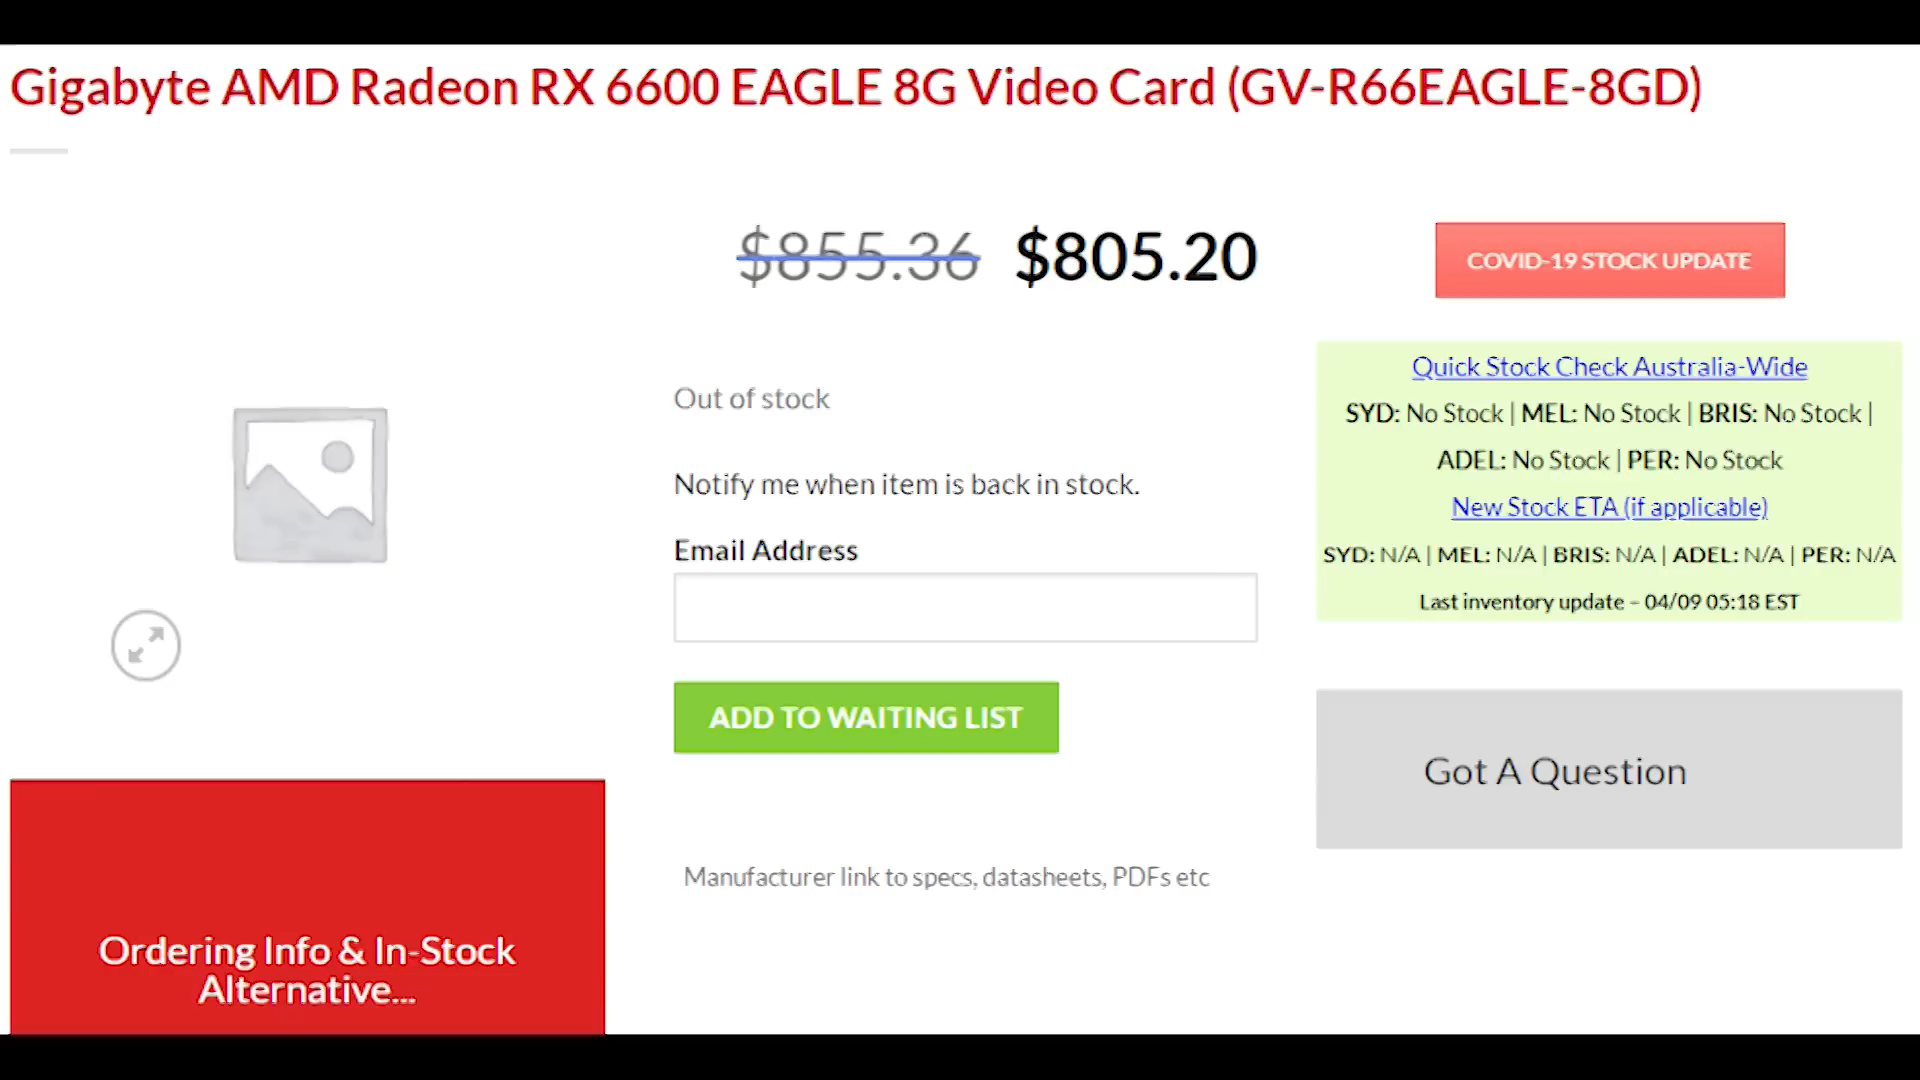 Gigabyte AMD Radeon RX 6600 EAGLE 8G Video Card (GV-R66EAGLE-8GD)
$855.36 $805.20
COVID-19 STOCK UPDATE
Out of stock
Notify me when item is back in stock.
Email Address
ADD TO WAITING LIST
Manufacturer link to specs, datasheets, PDFs etc
Quick Stock Check Australia-Wide
SYD: No Stock | MEL: No Stock | BRIS: No Stock |
ADEL: No Stock | PER: No Stock
New Stock ETA (if applicable)
SYD: N/A | MEL: N/A | BRIS: N/A | ADEL: N/A | PER: N/A
Last inventory update – 04/09 05:18 EST
Got A Question
Ordering Info & In-Stock
Alternative...